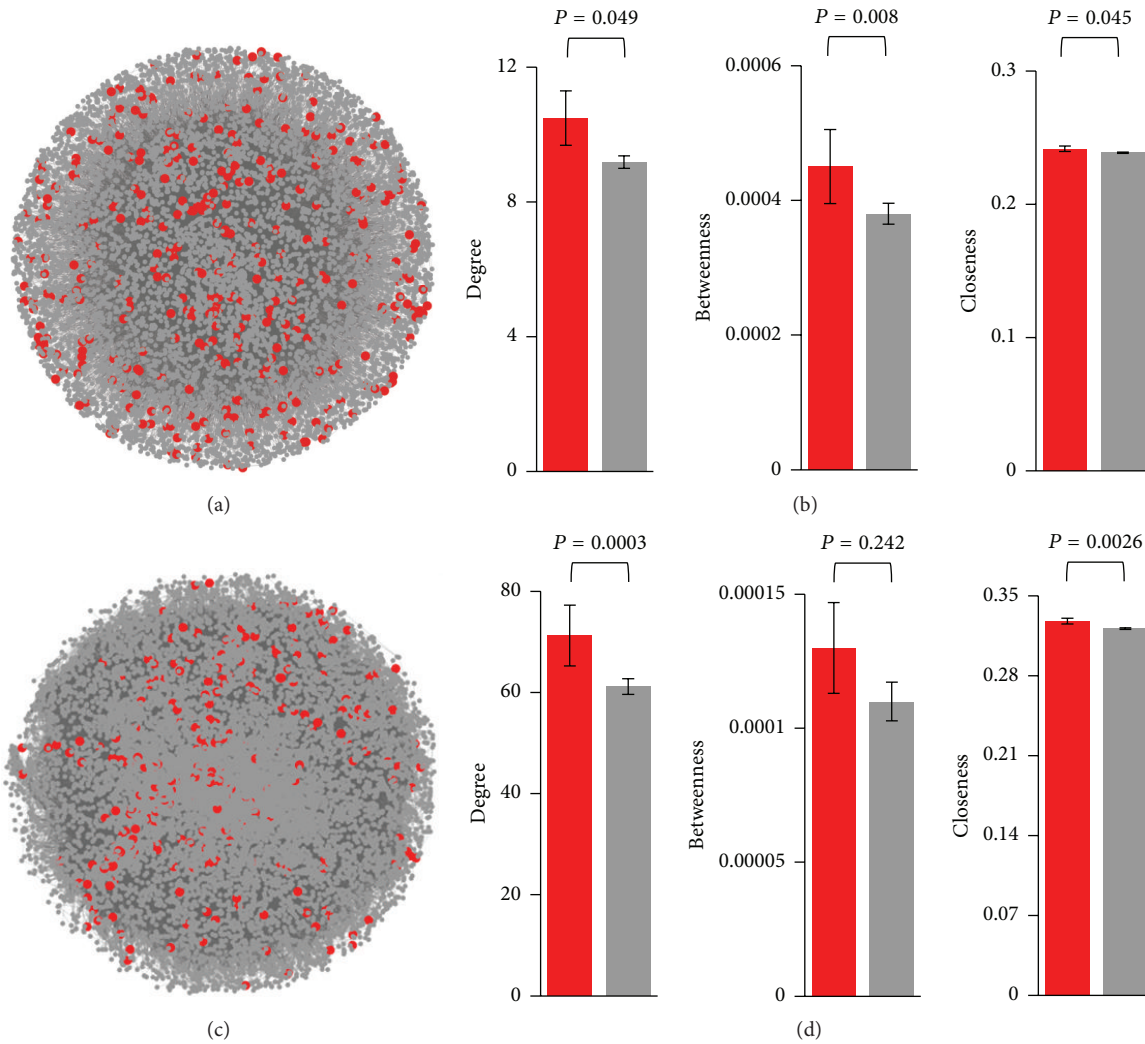 P = 0.049
12
8
4
0
Degree
P = 0.008
0.0006
0.0004
0.0002
0
Betweenness
P = 0.045
0.3
0.2
0.1
0
Closeness
(a)
(b)
P = 0.0003
80
60
40
20
0
Degree
P = 0.242
0.00015
0.0001
0.00005
0
Betweenness
P = 0.0026
0.35
0.28
0.21
0.14
0.07
0
Closeness
(c)
(d)